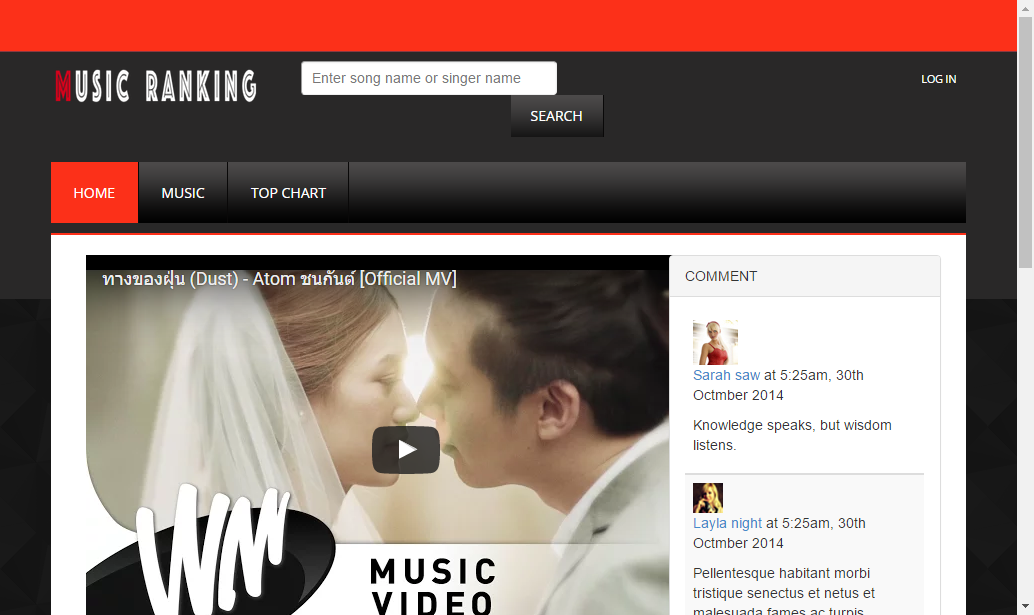 MUSIC RANKING
Enter song name or singer name
LOG IN
SEARCH
HOME
MUSIC
TOP CHART
ทางของฝุ่น (Dust) - Atom ชนกันต์ [Official MV]
WM
MUSIC
VIDEO
COMMENT
Sarah saw at 5:25am, 30th
Octmber 2014
Knowledge speaks, but wisdom
listens.
Layla night at 5:25am, 30th
Octmber 2014
Pellentesque habitant morbi
tristique senectus et netus et
malesuada fames ac turpis